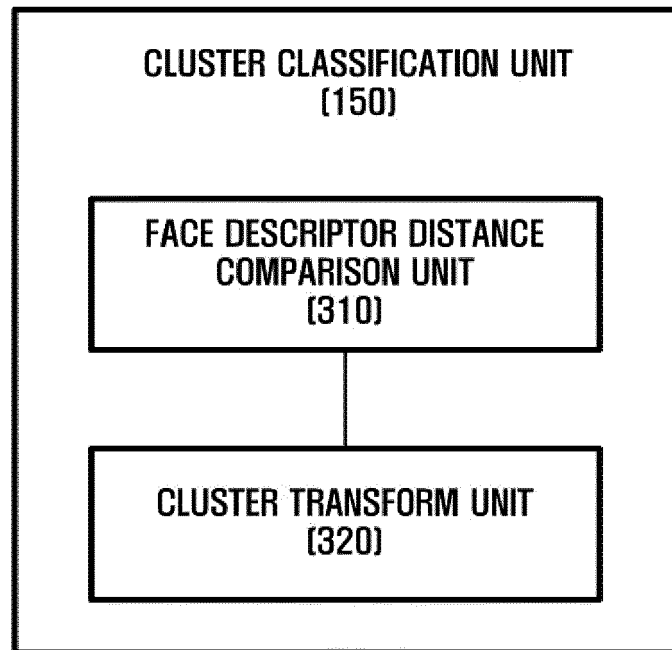 CLUSTER CLASSIFICATION UNIT
(150)
FACE DESCRIPTOR DISTANCE
COMPARISON UNIT
(310)
CLUSTER TRANSFORM UNIT
(320)